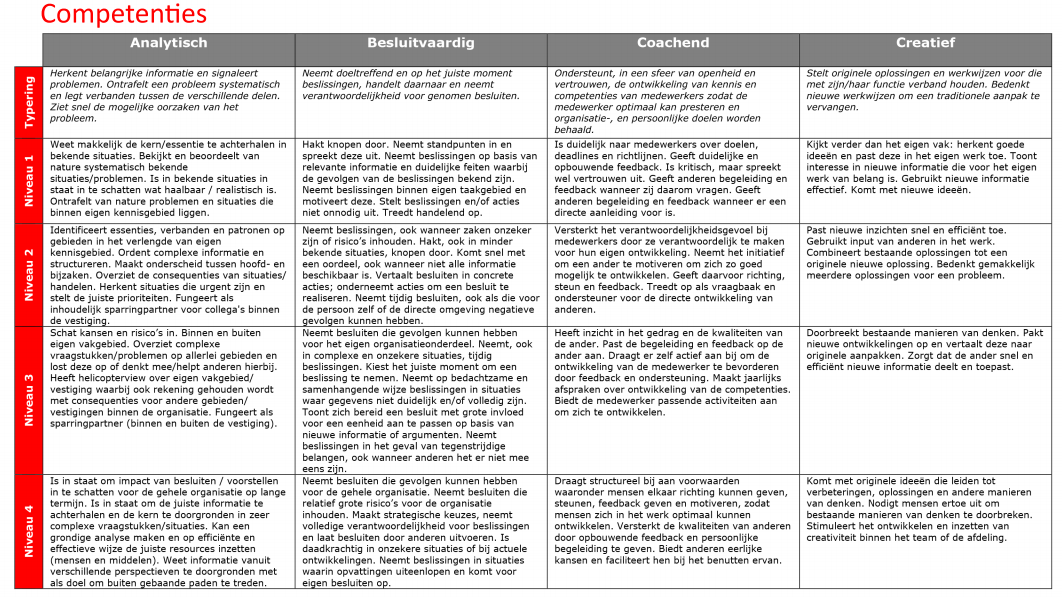 Competenties
Analytisch
Besluitvaardig
Coachend
Creatief
Typering
Herkent belangrijke informatie en signaleert
problemen. Ontrafelt een probleem systematisch
en legt verbanden tussen de verschillende delen.
Ziet snel de mogelijke oorzaken van het
probleem.
Neemt doeltreffend en op het juiste moment
beslissingen, handelt daarnaar en neemt
verantwoordelijkheid voor genomen besluiten.
Ondersteunt, in een sfeer van openheid en
vertrouwen, de ontwikkeling van kennis en
competenties van medewerkers zodat de
medewerker optimaal kan presteren en
organisatie-, en persoonlijke doelen worden
behaald.
Stelt originele oplossingen en werkwijzen voor die
met zijn/haar functie verband houden. Bedenkt
nieuwe werkwijzen om een traditionele aanpak te
vervangen.
Niveau 1
Weet makkelijk de kern/essentie te achterhalen in
bekende situaties. Bekijkt en beoordeelt van
nature systematisch bekende
situaties/problemen. Is in bekende situaties in
staat in te schatten wat haalbaar / realistisch is.
Ontrafelt van nature problemen en situaties die
binnen eigen kennisgebied liggen.
Hakt knopen door. Neemt standpunten in en
spreekt deze uit. Neemt beslissingen op basis van
relevante informatie en duidelijke feiten waarbij
de gevolgen van de beslissingen bekend zijn.
Neemt beslissingen binnen eigen taakgebied en
motiveert deze. Stelt beslissingen en/of acties
niet onnodig uit. Treedt handelend op.
Is duidelijk naar medewerkers over doelen,
deadlines en richtlijnen. Geeft duidelijke en
opbouwende feedback. Is kritisch, maar spreekt
wel vertrouwen uit. Geeft anderen begeleiding en
feedback wanneer zij daarom vragen. Geeft
anderen begeleiding en feedback wanneer er een
directe aanleiding voor is.
Kijkt verder dan het eigen vak: herkent goede
ideeën en past deze in het eigen werk toe. Toont
interesse in nieuwe informatie die voor het eigen
werk van belang is. Gebruikt nieuwe informatie
effectief. Komt met nieuwe ideeën.
Niveau 2
Identificeert essenties, verbanden en patronen op
gebieden in het verlengde van eigen
kennisgebied. Ordent complexe informatie en
structureren. Maakt onderscheid tussen hoofd- en
bijzaken. Overziet de consequenties van situaties/
handelen. Herkent situaties die urgent zijn en
stelt de juiste prioriteiten. Fungeert als
inhoudelijk sparringpartner voor collega's binnen
de vestiging.
Neemt beslissingen, ook wanneer zaken onzeker
zijn of risico's inhouden. Hakt, ook in minder
bekende situaties, knopen door. Komt snel met
een oordeel, ook wanneer niet alle informatie
beschikbaar is. Vertaalt besluiten in concrete
acties; onderneemt acties om een besluit te
realiseren. Neemt tijdig besluiten, ook als die voor
de persoon zelf of de directe omgeving negatieve
gevolgen kunnen hebben.
Versterkt het verantwoordelijkheidsgevoel bij
medewerkers door ze verantwoordelijk te maken
voor hun eigen ontwikkeling. Neemt het initiatief
om een ander te motiveren om zich zo goed
mogelijk te ontwikkelen. Geeft daarvoor richting,
steun en feedback. Treedt op als vraagbaak en
ondersteuner voor de directe ontwikkeling van
anderen.
Past nieuwe inzichten snel en efficiënt toe.
Gebruikt input van anderen in het werk.
Combineert bestaande oplossingen tot een
originele nieuwe oplossing. Bedenkt gemakkelijk
meerdere oplossingen voor een probleem.
Niveau 3
Schat kansen en risico's in. Binnen en buiten
eigen vakgebied. Overziet complexe
vraagstukken/problemen op allerlei gebieden en
lost deze op of denkt mee/helpt anderen hierbij.
Heeft helicopterview over eigen vakgebied/
vestiging waarbij ook rekening gehouden wordt
met consequenties voor andere gebieden/
vestigingen binnen de organisatie. Fungeert als
sparringpartner (binnen en buiten de vestiging).
Neemt besluiten die gevolgen kunnen hebben
voor het eigen organisatieonderdeel. Neemt, ook
in complexe en onzekere situaties, tijdig
beslissingen. Kiest het juiste moment om een
beslissing te nemen. Neemt op bedachtzame en
samenhangende wijze beslissingen in situaties
waar gegevens niet duidelijk en/of volledig zijn.
Toont zich bereid een besluit met grote invloed
voor een eenheid aan te passen op basis van
nieuwe informatie of argumenten. Neemt
beslissingen in het geval van tegenstrijdige
belangen, ook wanneer anderen het er niet mee
eens zijn.
Heeft inzicht in het gedrag en de kwaliteiten van
de ander. Past de begeleiding en feedback op de
ander aan. Draagt er zelf actief aan bij om de
ontwikkeling van de medewerker te bevorderen
door feedback en ondersteuning. Maakt jaarlijks
afspraken over ontwikkeling van de competenties.
Biedt de medewerker passende activiteiten aan
om zich te ontwikkelen.
Doorbreekt bestaande manieren van denken. Pakt
nieuwe ontwikkelingen op en vertaalt deze naar
originele aanpakken. Zorgt dat de ander snel en
efficiënt nieuwe informatie deelt en toepast.
Niveau 4
Is in staat om impact van besluiten / voorstellen
in te schatten voor de gehele organisatie op lange
termijn. Is in staat om de juiste informatie te
achterhalen en de kern te doorgronden in zeer
complexe vraagstukken/situaties. Kan een
grondige analyse maken en op efficiënte en
effectieve wijze de juiste resources inzetten
(mensen en middelen). Weet informatie vanuit
verschillende perspectieven te doorgronden met
als doel om buiten gebaande paden te treden.
Neemt besluiten die gevolgen kunnen hebben
voor de gehele organisatie. Neemt besluiten die
relatief grote risico's voor de organisatie
inhouden. Maakt strategische keuzes, neemt
volledige verantwoordelijkheid voor beslissingen
en laat besluiten door anderen uitvoeren. Is
daadkrachtig in onzekere situaties of bij actuele
ontwikkelingen. Neemt beslissingen in situaties
waarin opvattingen uiteenlopen en komt voor
eigen besluiten op.
Draagt structureel bij aan voorwaarden
waaronder mensen elkaar richting kunnen geven,
steunen, feedback geven en motiveren, zodat
mensen zich in het werk optimaal kunnen
ontwikkelen. Versterkt de kwaliteiten van anderen
door opbouwende feedback en persoonlijke
begeleiding te geven. Biedt anderen eerlijke
kansen en faciliteert hen bij het benutten ervan.
Komt met originele ideeën die leiden tot
verbeteringen, oplossingen en andere manieren
van denken. Nodigt mensen ertoe uit om
bestaande manieren van denken te doorbreken.
Stimuleert het ontwikkelen en inzetten van
creativiteit binnen het team of de afdeling.